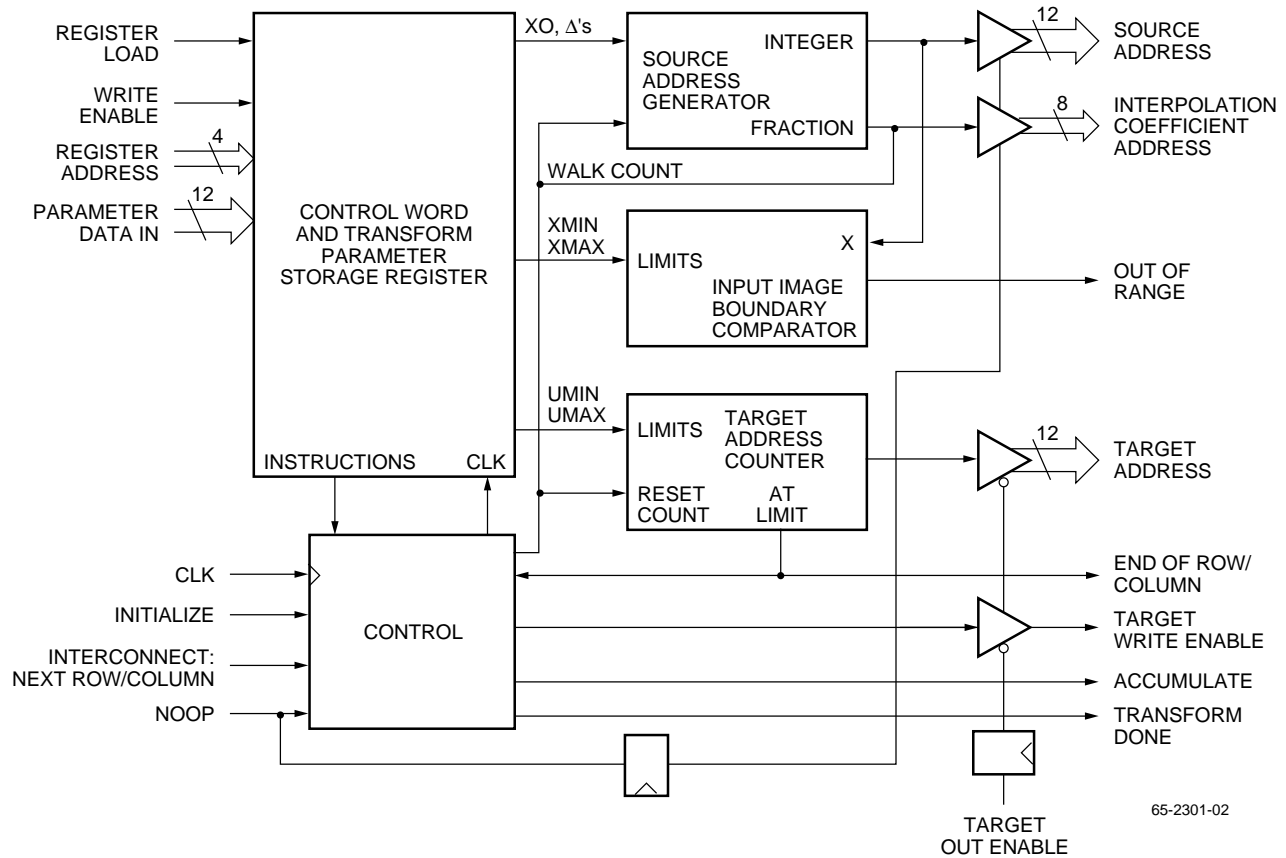 REGISTER
LOAD
WRITE
ENABLE
REGISTER
ADDRESS
4
PARAMETER
DATA IN
12
CONTROL WORD
AND TRANSFORM
PARAMETER
STORAGE REGISTER
INSTRUCTIONS
CLK
XO, Δ's
SOURCE
ADDRESS
GENERATOR
INTEGER
FRACTION
12
SOURCE
ADDRESS
8
INTERPOLATION
COEFFICIENT
ADDRESS
WALK COUNT
XMIN
XMAX
LIMITS
X
INPUT IMAGE
BOUNDARY
COMPARATOR
OUT OF
RANGE
UMIN
UMAX
LIMITS
TARGET
ADDRESS
COUNTER
RESET
COUNT
AT
LIMIT
12
TARGET
ADDRESS
CLK
INITIALIZE
INTERCONNECT:
NEXT ROW/COLUMN
NOOP
CONTROL
END OF ROW/
COLUMN
TARGET
WRITE ENABLE
ACCUMULATE
TRANSFORM
DONE
TARGET
OUT ENABLE
65-2301-02